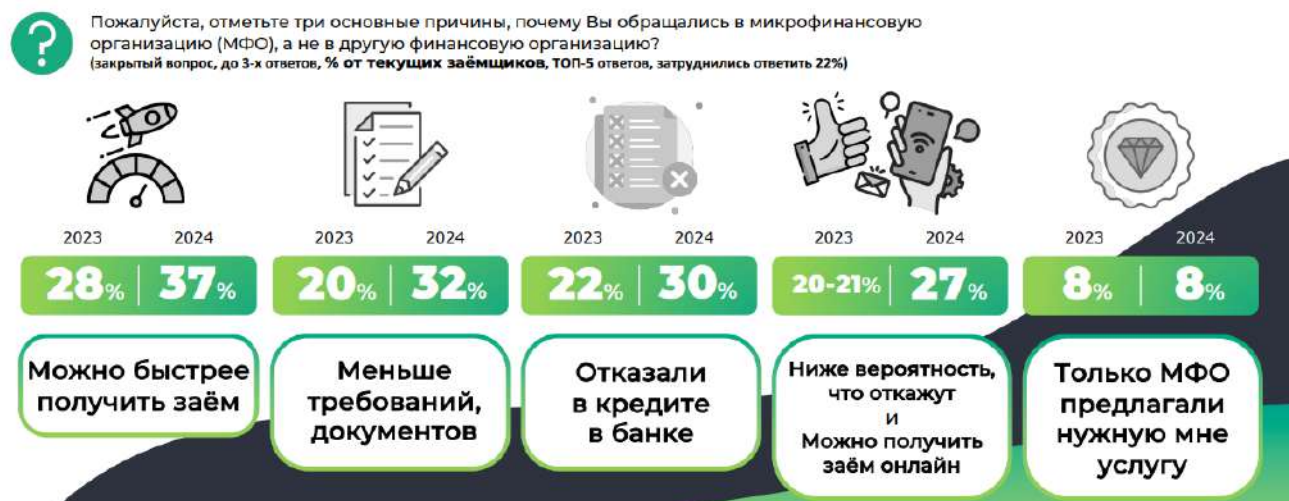 ?
Пожалуйста, отметьте три основные причины, почему Вы обращались в микрофинансовую
организацию (МФО), а не в другую финансовую организацию?
(закрытый вопрос, до 3-х ответов, % от текущих заёмщиков, ТОП-5 ответов, затруднились ответить 22%)
2023 2024
28% 37%
Можно быстрее
получить заём
2023 2024
20% 32%
Меньше
требований,
документов
2023 2024
22% 30%
Отказали
в кредите
в банке
2023 2024
20-21% 27%
Ниже вероятность,
что откажут
и
Можно получить
заём онлайн
2023 2024
8% 8%
Только МФО
предлагали
нужную мне
услугу